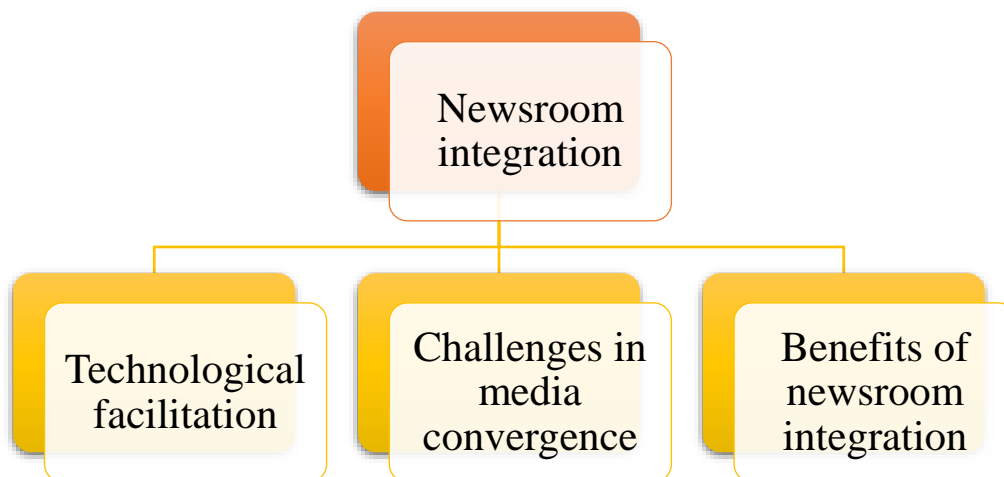 Newsroom
integration
Technological
facilitation
Challenges in
media
convergence
Benefits of
newsroom
integration